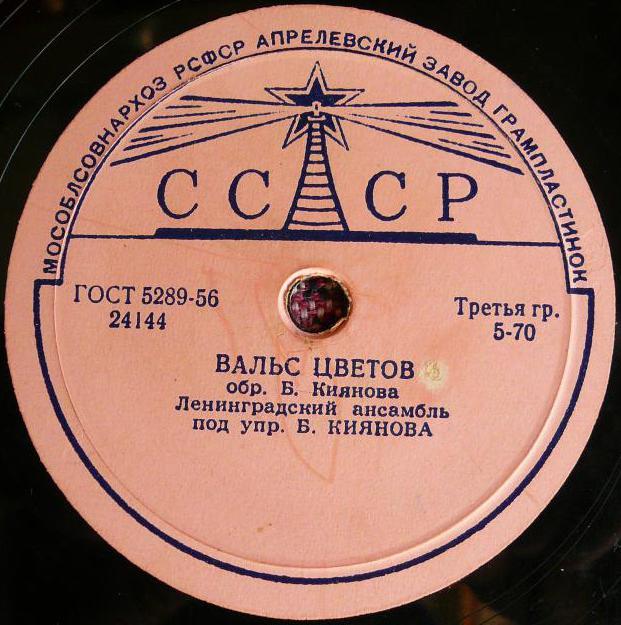 МОСОБЛСОВНАРХОЗ РСФСР АПРЕЛЕВСКИЙ ЗАВОД ГРАМПЛАСТИНОК
СССР
ГОСТ 5289-56
24144
Третья гр.
5-70
ВАЛЬС ЦВЕТОВ
обр. Б. Киянова
Ленинградский ансамбль
под упр. Б. КИЯНОВА